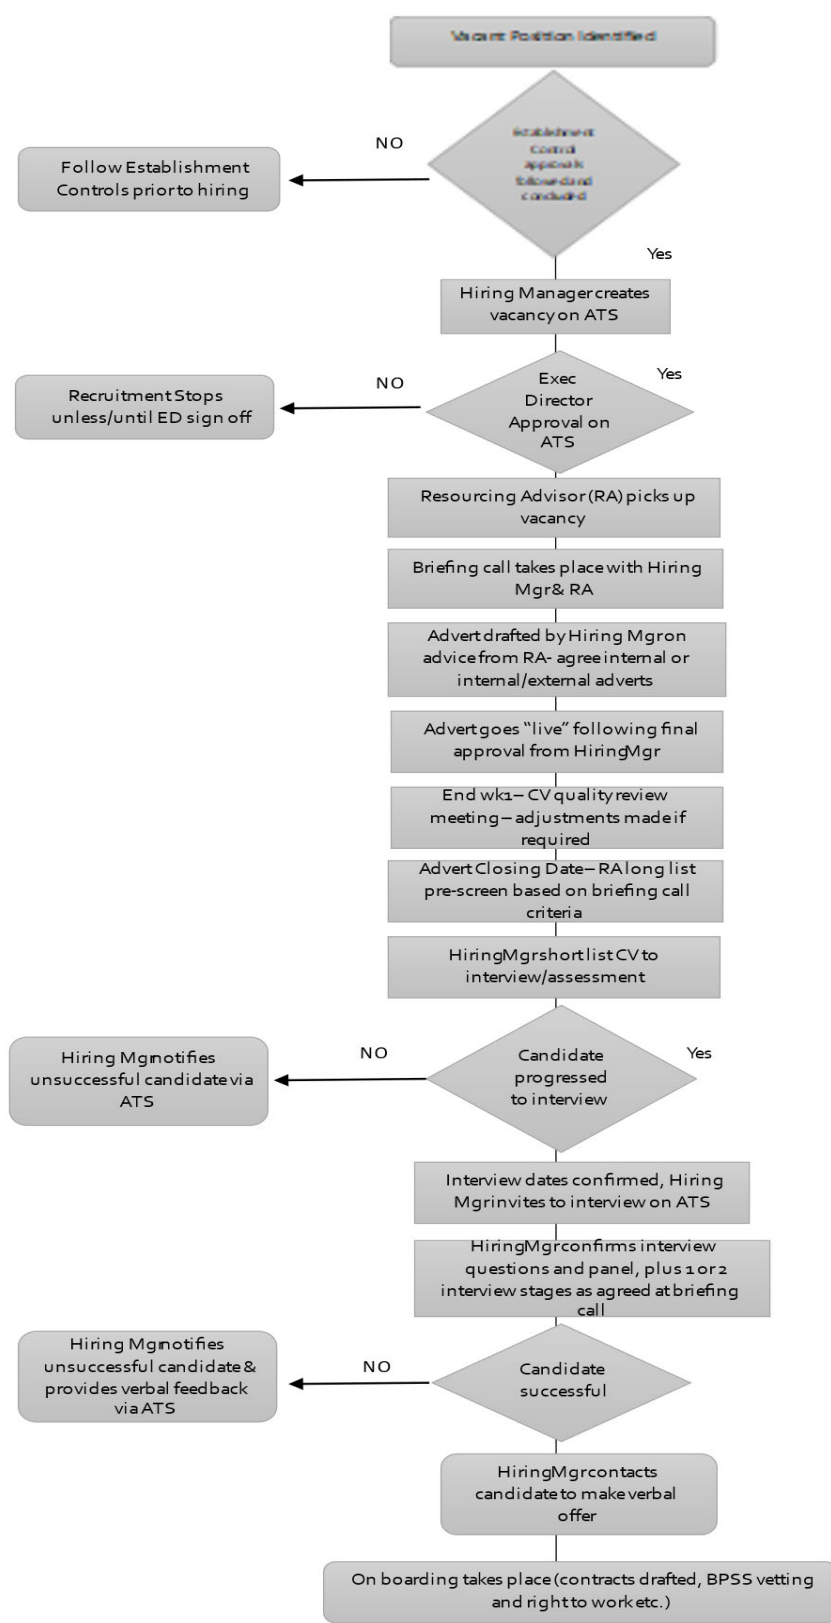 Vacant Position Identified
Establishment
Control
approvals
followed and
concluded
NO
Follow Establishment
Controls prior to hiring
Yes
Hiring Manager creates
vacancy on ATS
Exec
Director
Approval on
ATS
NO
Yes
Recruitment Stops
unless/until ED sign off
Resourcing Advisor (RA) picks up
vacancy
Briefing call takes place with Hiring
Mgr & RA
Advert drafted by Hiring Mgr on
advice from RA- agree internal or
internal/external adverts
Advert goes “live” following final
approval from Hiring Mgr
End wk1 – CV quality review
meeting – adjustments made if
required
Advert Closing Date – RA long list
pre-screen based on briefing call
criteria
Hiring Mgr short list CV to
interview/assessment
Candidate
progressed
to interview
NO
Yes
Hiring Mgr notifies
unsuccessful candidate via
ATS
Interview dates confirmed, Hiring
Mgr invites to interview on ATS
Hiring Mgr confirms interview
questions and panel, plus 1 or 2
interview stages as agreed at briefing
call
Candidate
successful
NO
Hiring Mgr notifies
unsuccessful candidate &
provides verbal feedback
via ATS
Hiring Mgr contacts
candidate to make verbal
offer
On boarding takes place (contracts drafted, BPSS vetting
and right to work etc.)